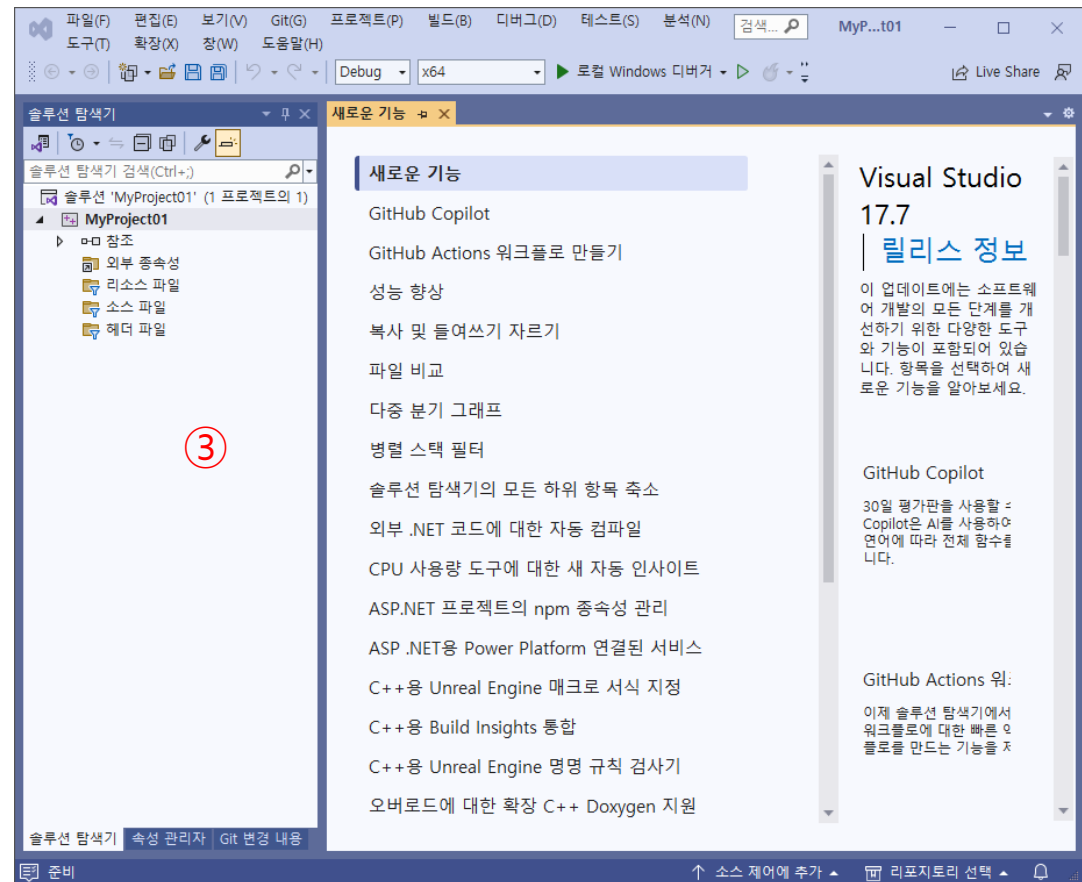 파일(F) 편집(E) 보기(V) Git(G) 프로젝트(P) 빌드(B) 디버그(D) 테스트(S) 분석(N) 검색... MyP...t01
도구(T) 확장(X) 창(W) 도움말(H)
Debug x64 로컬 Windows 디버거 Live Share
솔루션 탐색기
솔루션 탐색기 검색(Ctrl+;)
솔루션 'MyProject01' (1 프로젝트의 1)
MyProject01
참조
외부 종속성
리소스 파일
소스 파일
헤더 파일
③
솔루션 탐색기 속성 관리자 Git 변경 내용
새로운 기능
새로운 기능
GitHub Copilot
GitHub Actions 워크플로 만들기
성능 향상
복사 및 들여쓰기 자르기
파일 비교
다중 분기 그래프
병렬 스택 필터
솔루션 탐색기의 모든 하위 항목 축소
외부 .NET 코드에 대한 자동 컴파일
CPU 사용량 도구에 대한 새 자동 인사이트
ASP.NET 프로젝트의 npm 종속성 관리
ASP .NET용 Power Platform 연결된 서비스
C++용 Unreal Engine 매크로 서식 지정
C++용 Build Insights 통합
C++용 Unreal Engine 명명 규칙 검사기
오버로드에 대한 확장 C++ Doxygen 지원
Visual Studio
17.7
릴리스 정보
이 업데이트에는 소프트웨
어 개발의 모든 단계를 개
선하기 위한 다양한 도구
와 기능이 포함되어 있습
니다. 항목을 선택하여 새
로운 기능을 알아보세요.
GitHub Copilot
30일 평가판을 사용할
Copilot은 AI를 사용하여
연어에 따라 전체 함수를
니다.
GitHub Actions
이제 솔루션 탐색기에서
워크플로에 대한 빠른
플로를 만드는 기능을
준비 소스 제어에 추가 리포지토리 선택